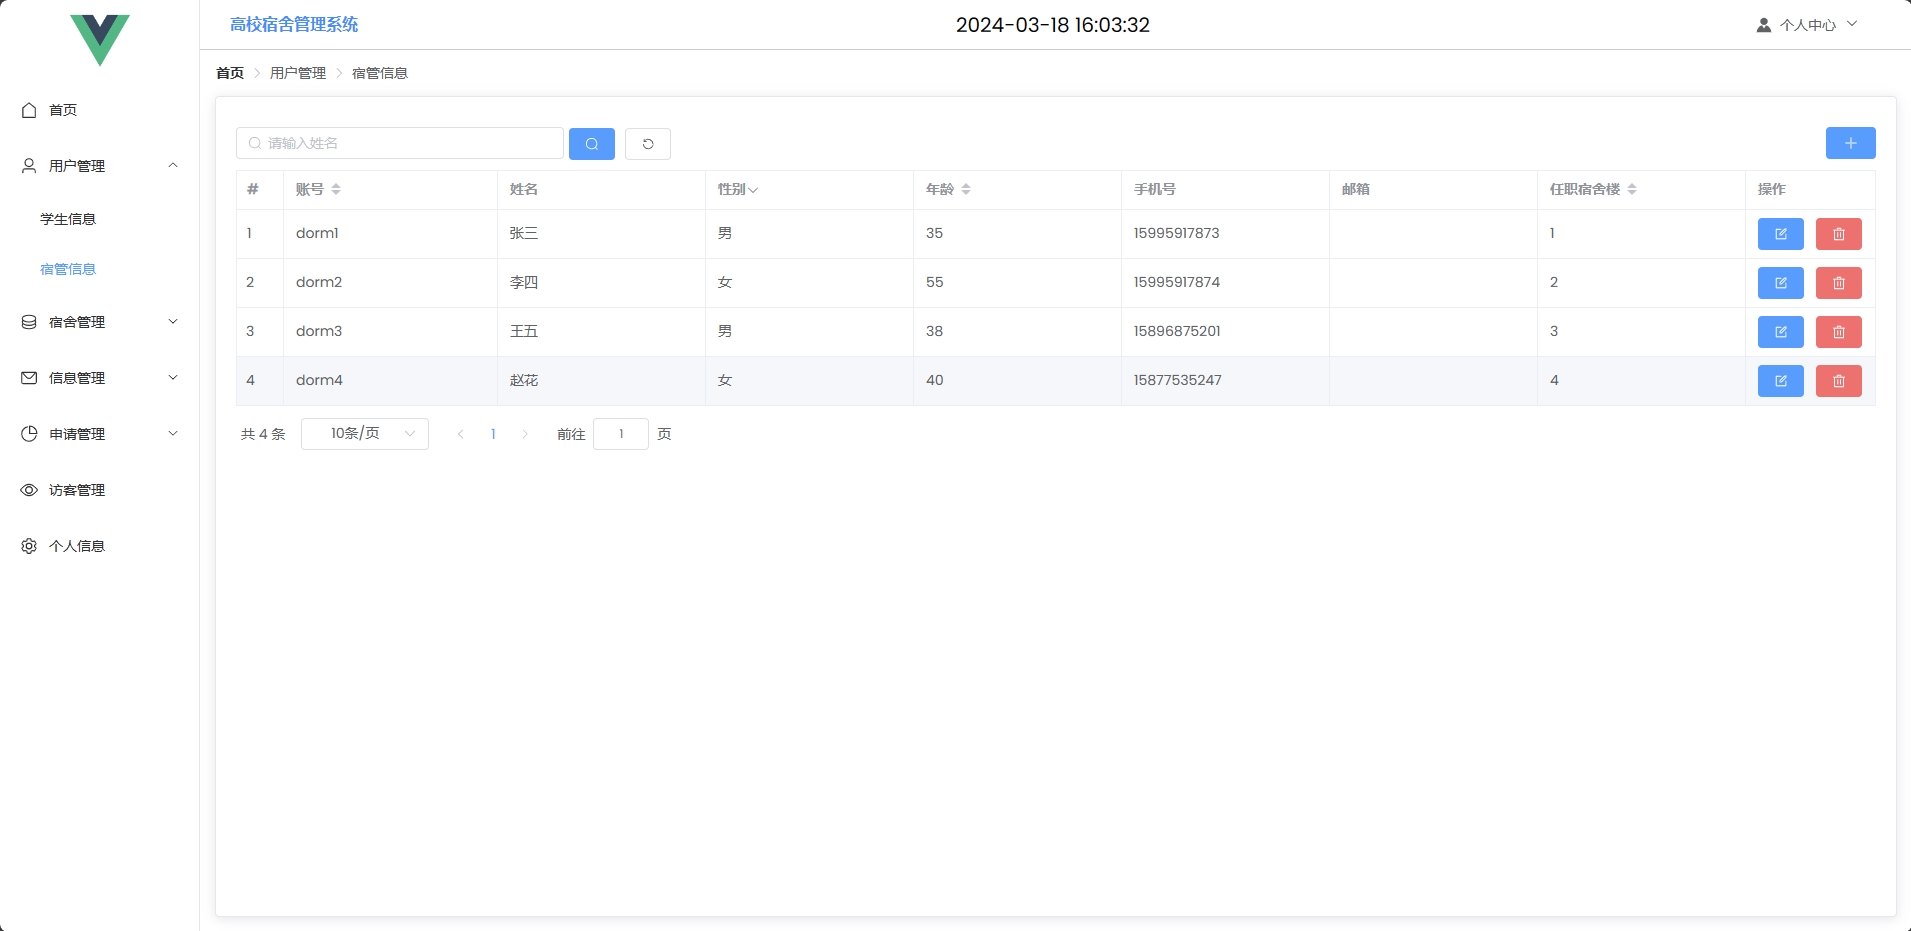 高校宿舍管理系统
2024-03-18 16:03:32
个人中心
首页
用户管理
学生信息
宿管信息
宿舍管理
信息管理
申请管理
访客管理
个人信息
首页 > 用户管理 > 宿管信息
请输入姓名
# 账号 姓名 性别 年龄 手机号 邮箱 任职宿舍楼 操作
1 dorm1 张三 男 35 15995917873 1
2 dorm2 李四 女 55 15995917874 2
3 dorm3 王五 男 38 15896875201 3
4 dorm4 赵花 女 40 15877535247 4
共 4 条 10条/页 < 1 > 前往 1 页